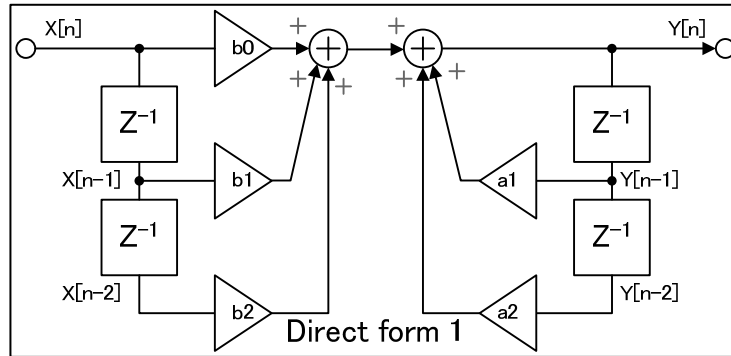 X[n]
b0
+
+
+
+
+
Y[n]
+
+
+
Z⁻¹
Z⁻¹
X[n-1]
b1
a1
Y[n-1]
Z⁻¹
Z⁻¹
X[n-2]
b2
a2
Y[n-2]
Direct form 1